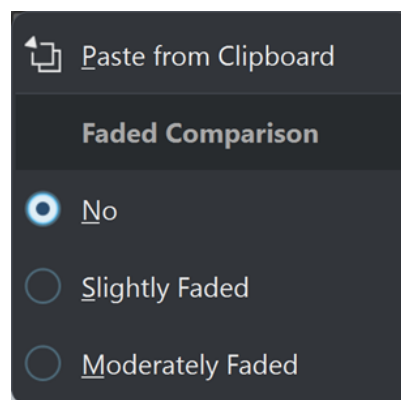 Paste from Clipboard
Faded Comparison
No
Slightly Faded
Moderately Faded